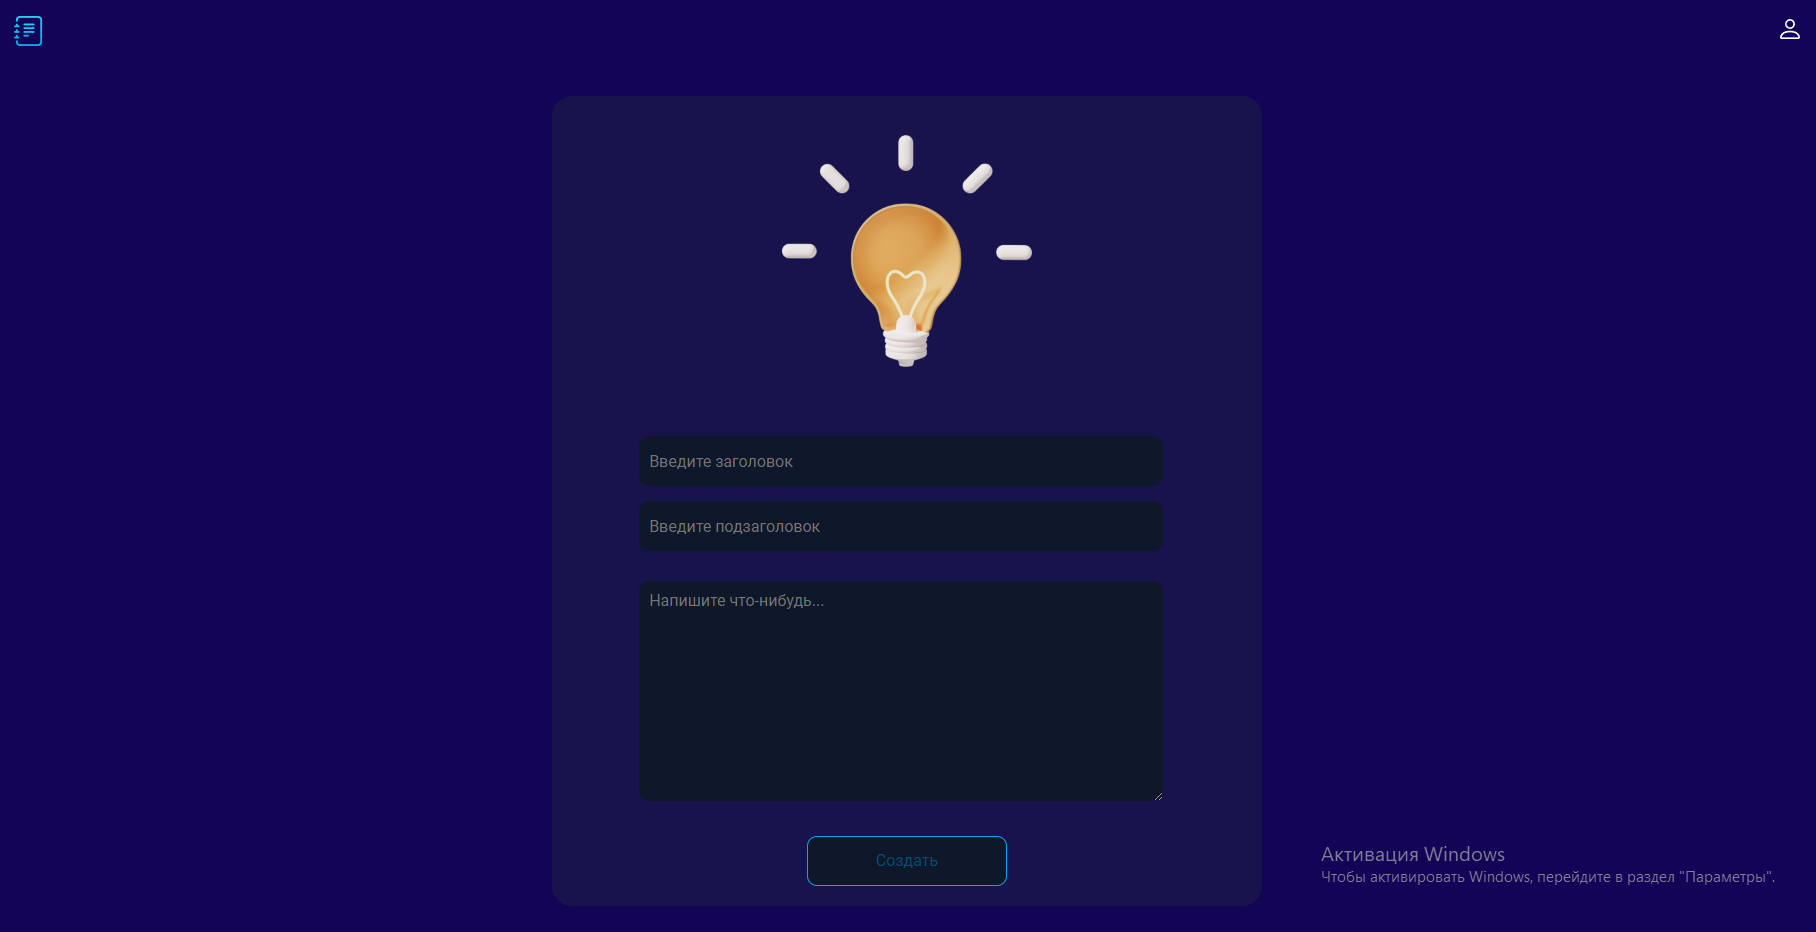 Введите заголовок
Введите подзаголовок
Напишите что-нибудь...
Создать
Активация Windows
Чтобы активировать Windows, перейдите в раздел "Параметры".